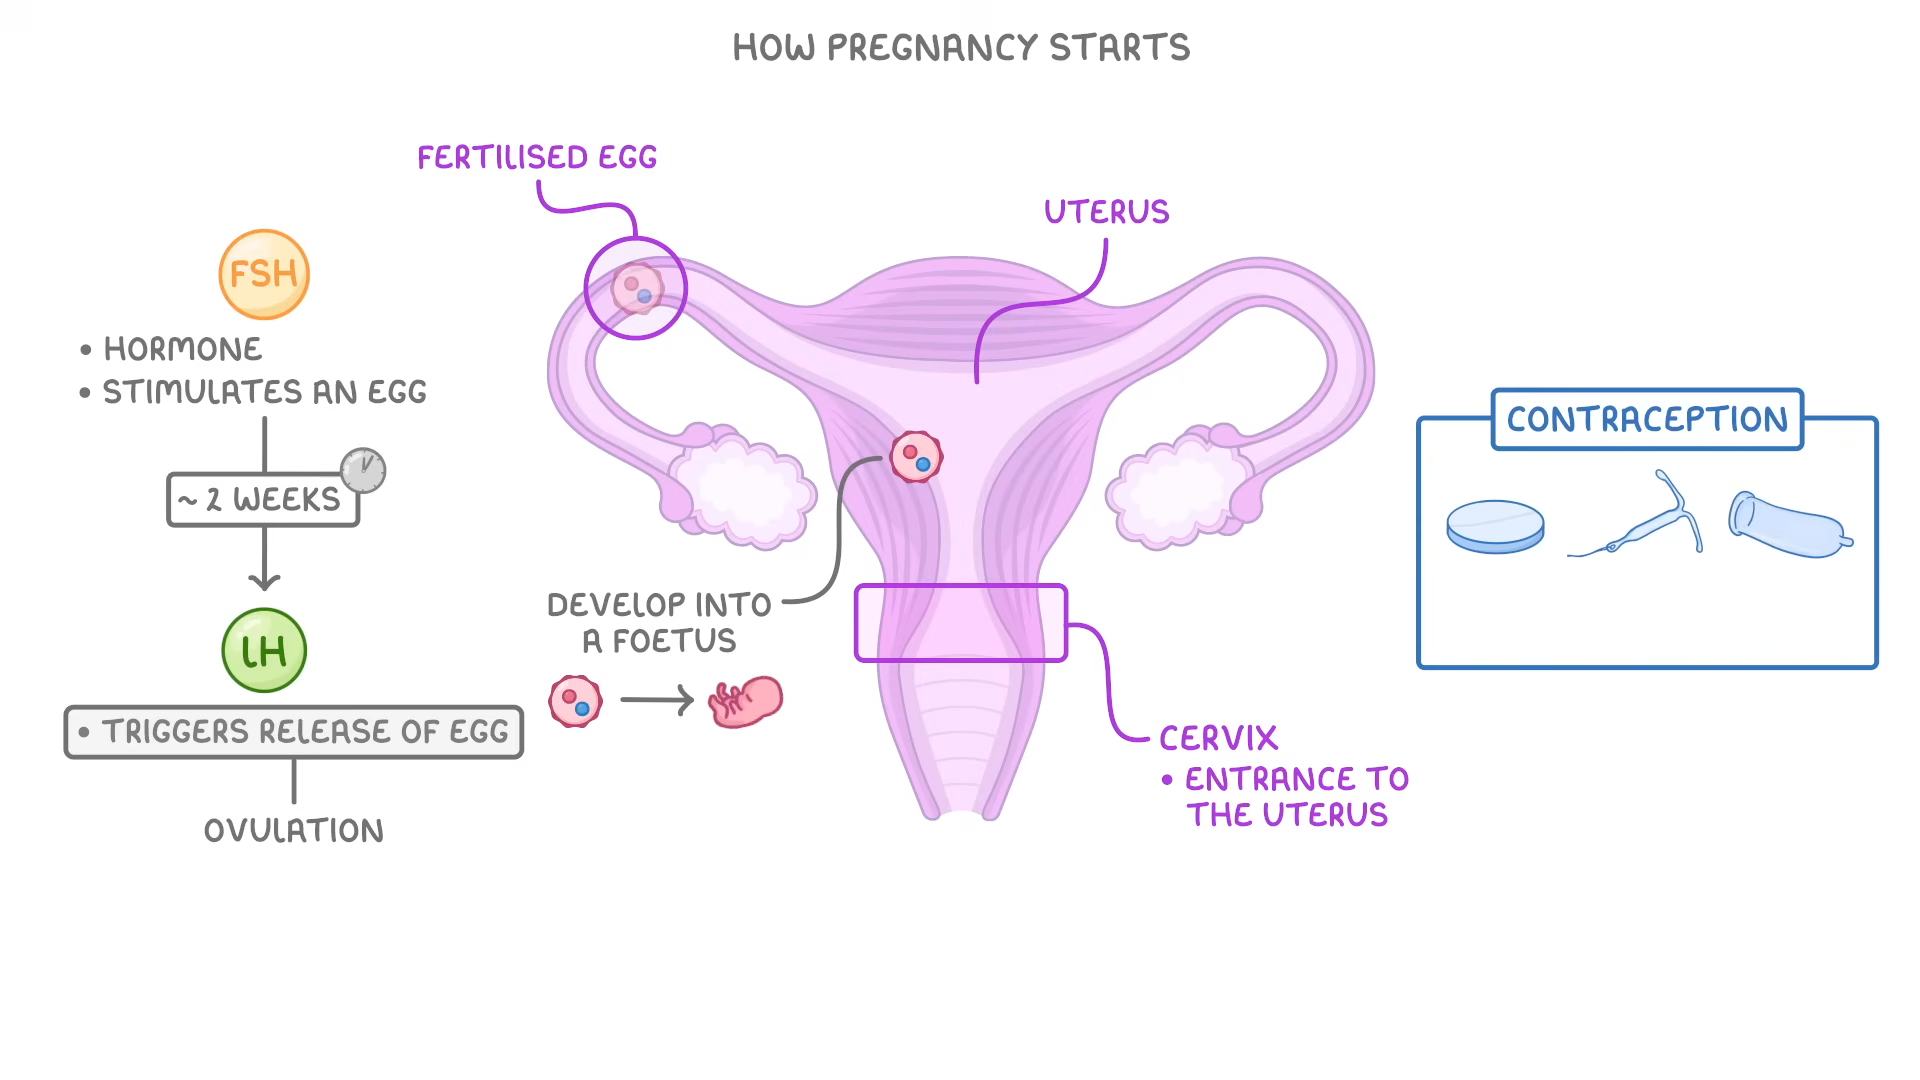 HOW PREGNANCY STARTS
FERTILISED EGG
UTERUS
FSH
• HORMONE
• STIMULATES AN EGG
~ 2 WEEKS
LH
• TRIGGERS RELEASE OF EGG
OVULATION
DEVELOP INTO
A FOETUS
CERVIX
• ENTRANCE TO
THE UTERUS
CONTRACEPTION